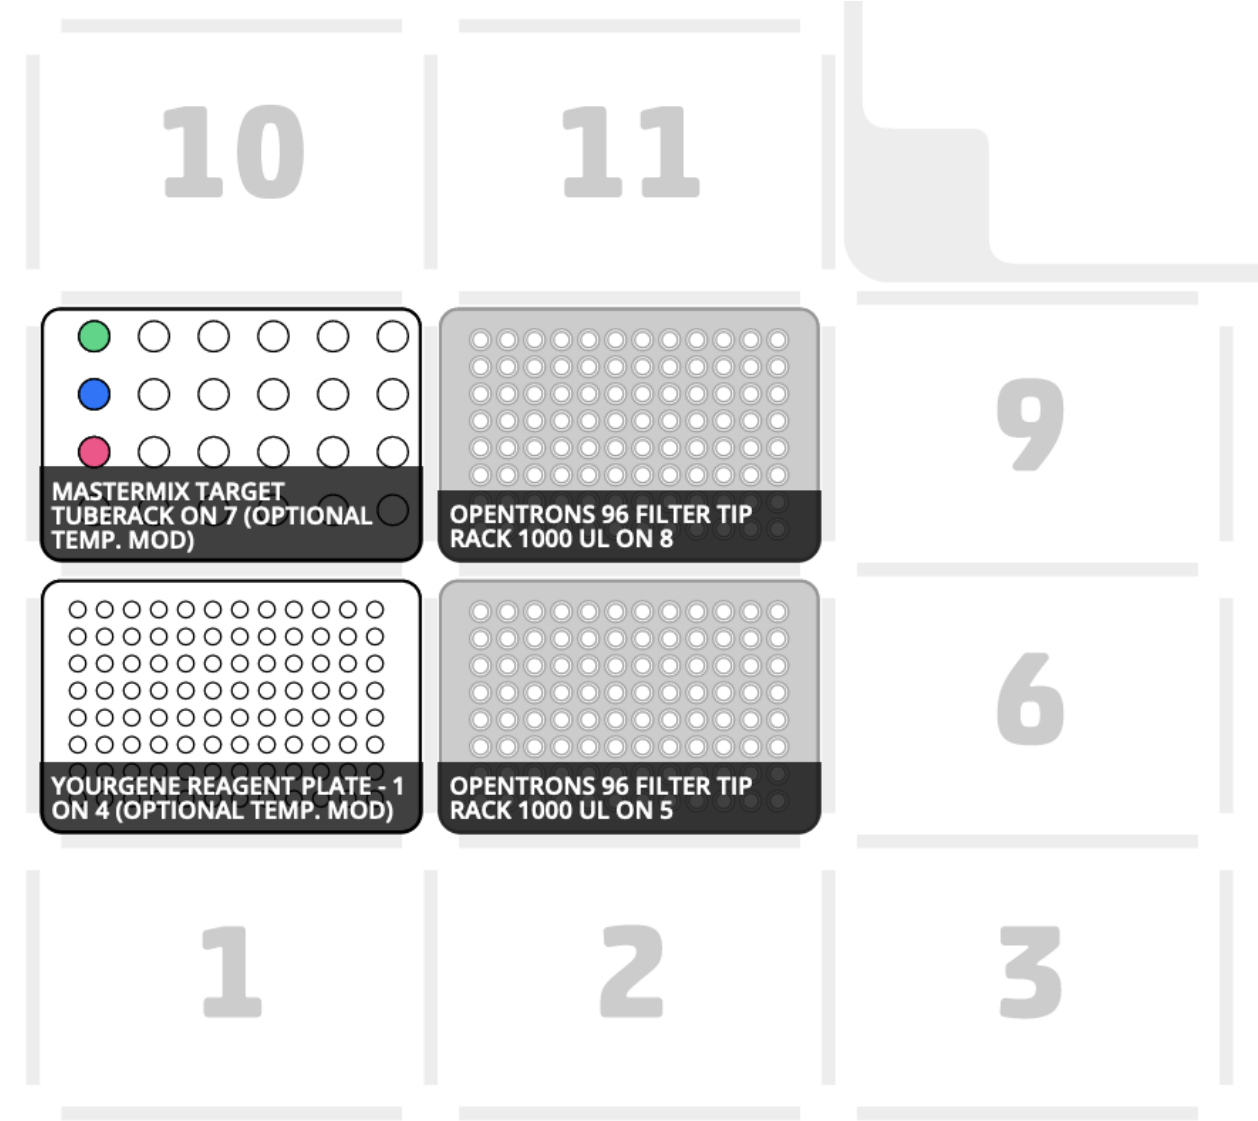 10
11
MASTERMIX TARGET
TUBERACK ON 7 (OPTIONAL
TEMP. MOD)
OPENTRONS 96 FILTER TIP
RACK 1000 UL ON 8
9
YOURGENE REAGENT PLATE - 1
ON 4 (OPTIONAL TEMP. MOD)
OPENTRONS 96 FILTER TIP
RACK 1000 UL ON 5
6
1
2
3